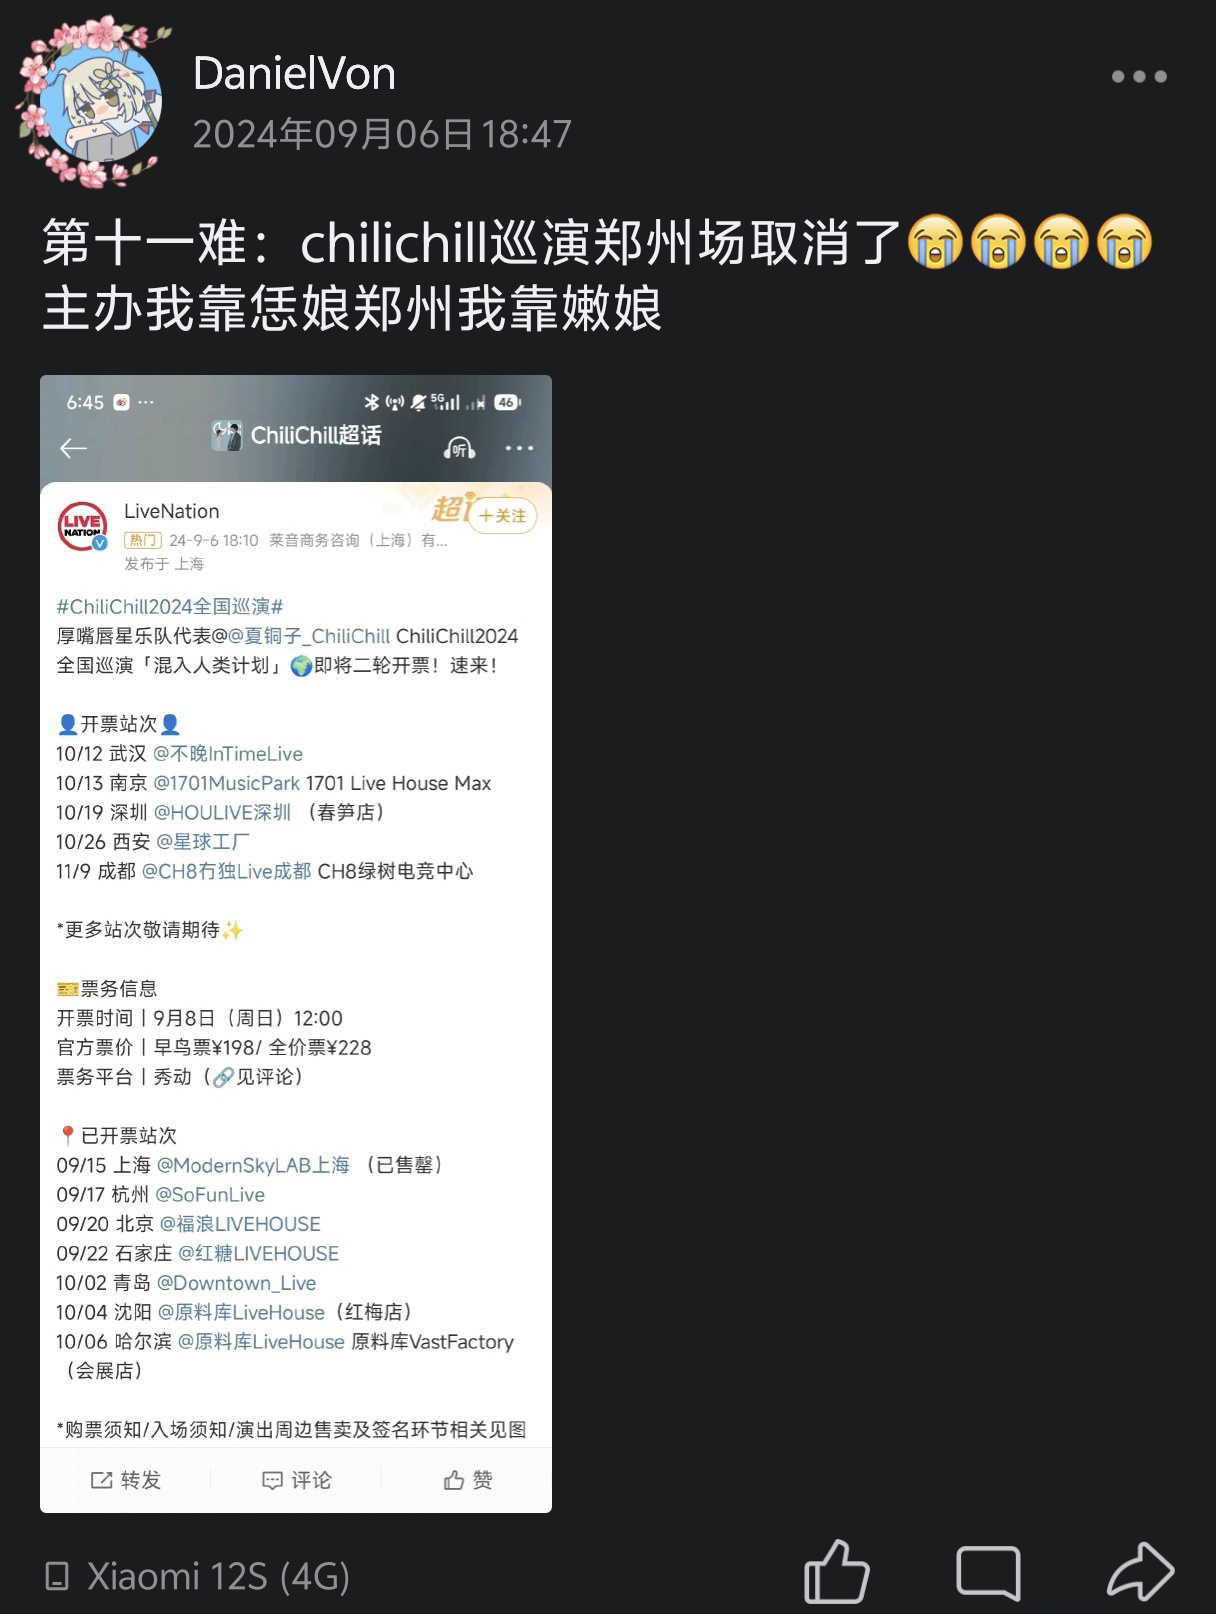 DanielVon
2024年09月06日 18:47
第十一难：chilichill巡演郑州场取消了😭😭😭😭
主办我靠恁娘郑州我靠嫩娘
6:45 ··· 5G 46
ChiliChill超话
听
LiveNation
LIVE NATION
超
+关注
热门 24-9-6 18:10 莱音商务咨询（上海）有...
发布于 上海
#ChiliChill2024全国巡演#
厚嘴唇星乐队代表@@夏铜子_ChiliChill ChiliChill2024
全国巡演「混入人类计划」🌍即将二轮开票！速来！
👤开票站次👤
10/12 武汉 @不晚InTimeLive
10/13 南京 @1701MusicPark 1701 Live House Max
10/19 深圳 @HOULIVE深圳 （春笋店）
10/26 西安 @星球工厂
11/9 成都 @CH8冇独Live成都 CH8绿树电竞中心
*更多站次敬请期待✨
🎫票务信息
开票时间丨9月8日（周日）12:00
官方票价丨早鸟票¥198/ 全价票¥228
票务平台丨秀动（🔗见评论）
📍已开票站次
09/15 上海 @ModernSkyLAB上海 （已售罄）
09/17 杭州 @SoFunLive
09/20 北京 @福浪LIVEHOUSE
09/22 石家庄 @红糖LIVEHOUSE
10/02 青岛 @Downtown_Live
10/04 沈阳 @原料库LiveHouse（红梅店）
10/06 哈尔滨 @原料库LiveHouse 原料库VastFactory
（会展店）
*购票须知/入场须知/演出周边售卖及签名环节相关见图
转发 评论 赞
Xiaomi 12S (4G)